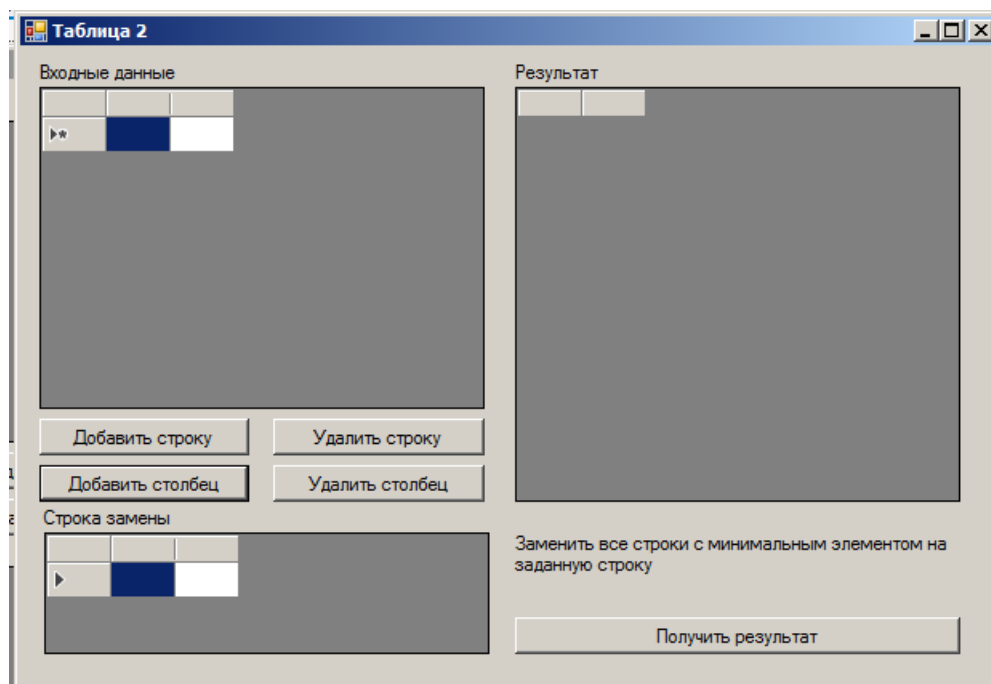 Таблица 2
Входные данные
Результат
Добавить строку
Удалить строку
Добавить столбец
Удалить столбец
Строка замены
Заменить все строки с минимальным элементом на
заданную строку
Получить результат